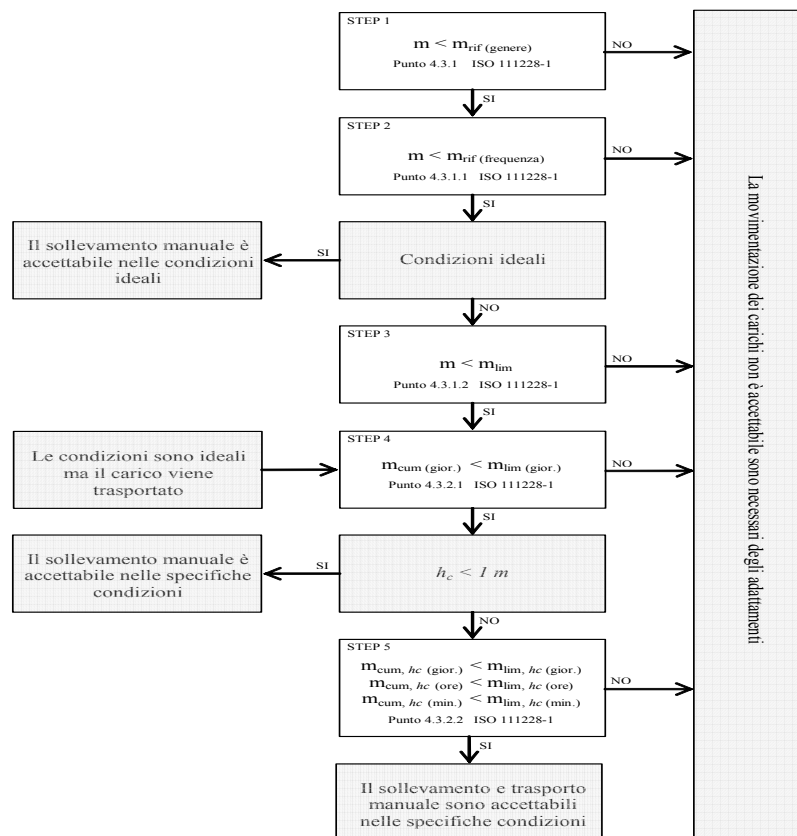 STEP 1
m < mrif (genere)
Punto 4.3.1 ISO 111228-1
NO
SI
STEP 2
m < mrif (frequenza)
Punto 4.3.1.1 ISO 111228-1
NO
SI
Il sollevamento manuale è
accettabile nelle condizioni
ideali
SI
Condizioni ideali
NO
STEP 3
m < mlim
Punto 4.3.1.2 ISO 111228-1
NO
SI
Le condizioni sono ideali
ma il carico viene
trasportato
STEP 4
mcum (gior.) < mlim (gior.)
Punto 4.3.2.1 ISO 111228-1
NO
SI
Il sollevamento manuale è
accettabile nelle specifiche
condizioni
SI
hc < 1 m
NO
STEP 5
mcum, hc (gior.) < mlim, hc (gior.)
mcum, hc (ore) < mlim, hc (ore)
mcum, hc (min.) < mlim, hc (min.)
Punto 4.3.2.2 ISO 111228-1
NO
SI
Il sollevamento e trasporto
manuale sono accettabili
nelle specifiche condizioni
La movimentazione dei carichi non è accettabile sono necessari degli adattamenti